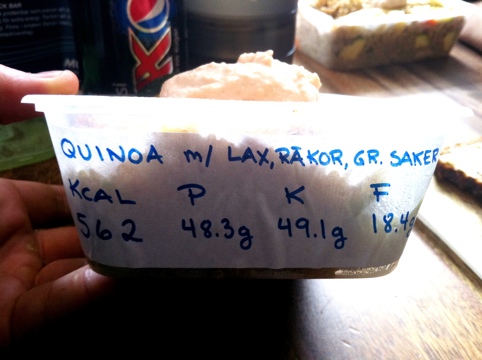 QUINOA m/ LAX, RÄKOR, GR. SAKER
KCAL P K F
562 48.3g 49.1g 18.4g